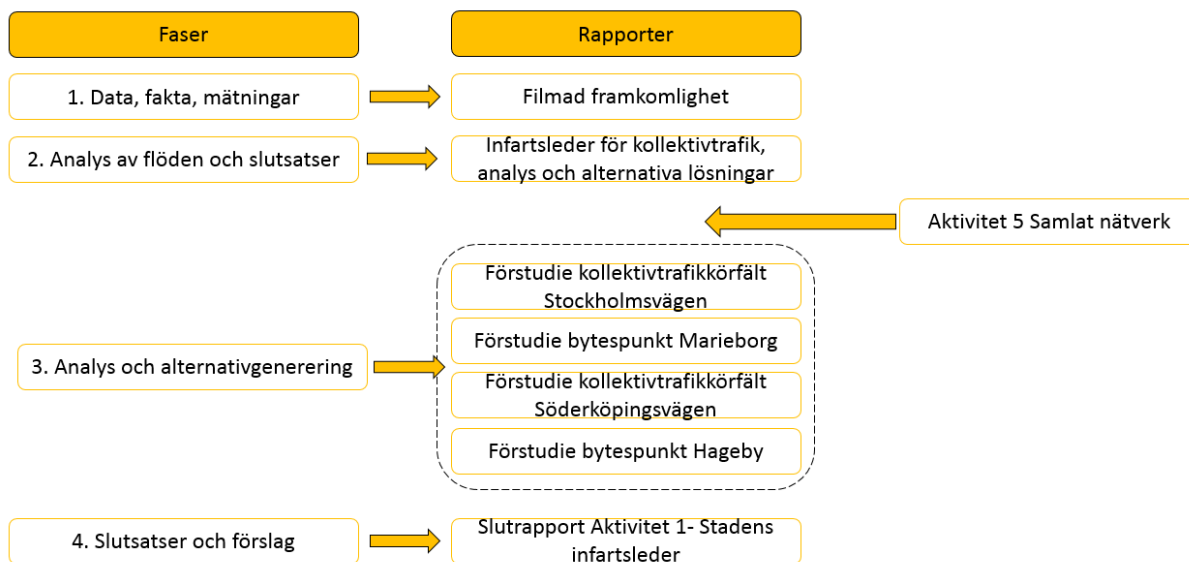 Faser
Rapporter
1. Data, fakta, mätningar
Filmad framkomlighet
2. Analys av flöden och slutsatser
Infartsleder för kollektivtrafik,
analys och alternativa lösningar
Aktivitet 5 Samlat nätverk
3. Analys och alternativgenerering
Förstudie kollektivtrafikkörfält
Stockholmsvägen
Förstudie bytespunkt Marieborg
Förstudie kollektivtrafikkörfält
Söderköpingsvägen
Förstudie bytespunkt Hageby
4. Slutsatser och förslag
Slutrapport Aktivitet 1- Stadens
infartsleder